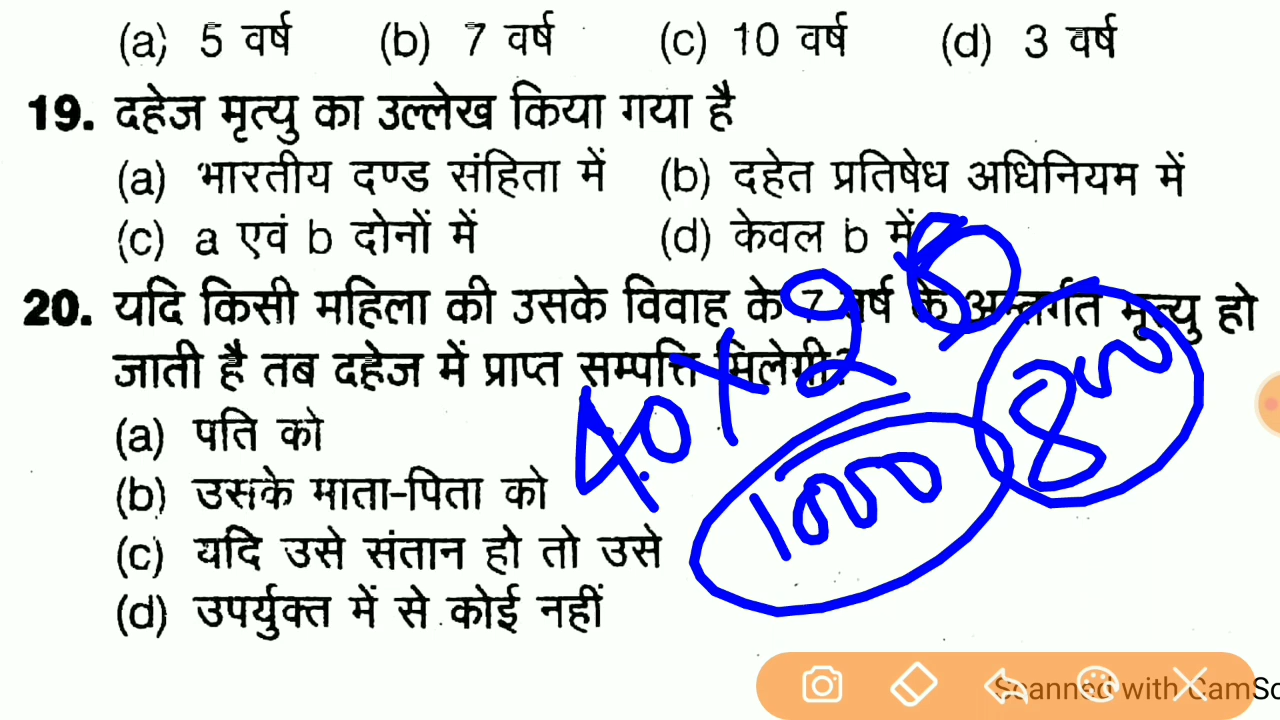 (a) 5 वर्ष (b) 7 वर्ष (c) 10 वर्ष (d) 3 वर्ष
19. दहेज मृत्यु का उल्लेख किया गया है
(a) भारतीय दण्ड संहिता में (b) दहेत प्रतिषेध अधिनियम में
(c) a एवं b दोनों में (d) केवल b में
20. यदि किसी महिला की उसके विवाह के 7 वर्ष के अन्तर्गत मृत्यु हो
जाती है तब दहेज में प्राप्त सम्पत्ति मिलेगी?
(a) पति को
(b) उसके माता-पिता को
(c) यदि उसे संतान हो तो उसे
(d) उपर्युक्त में से कोई नहीं
40 x 2
1000
800
Scanned with CamSc